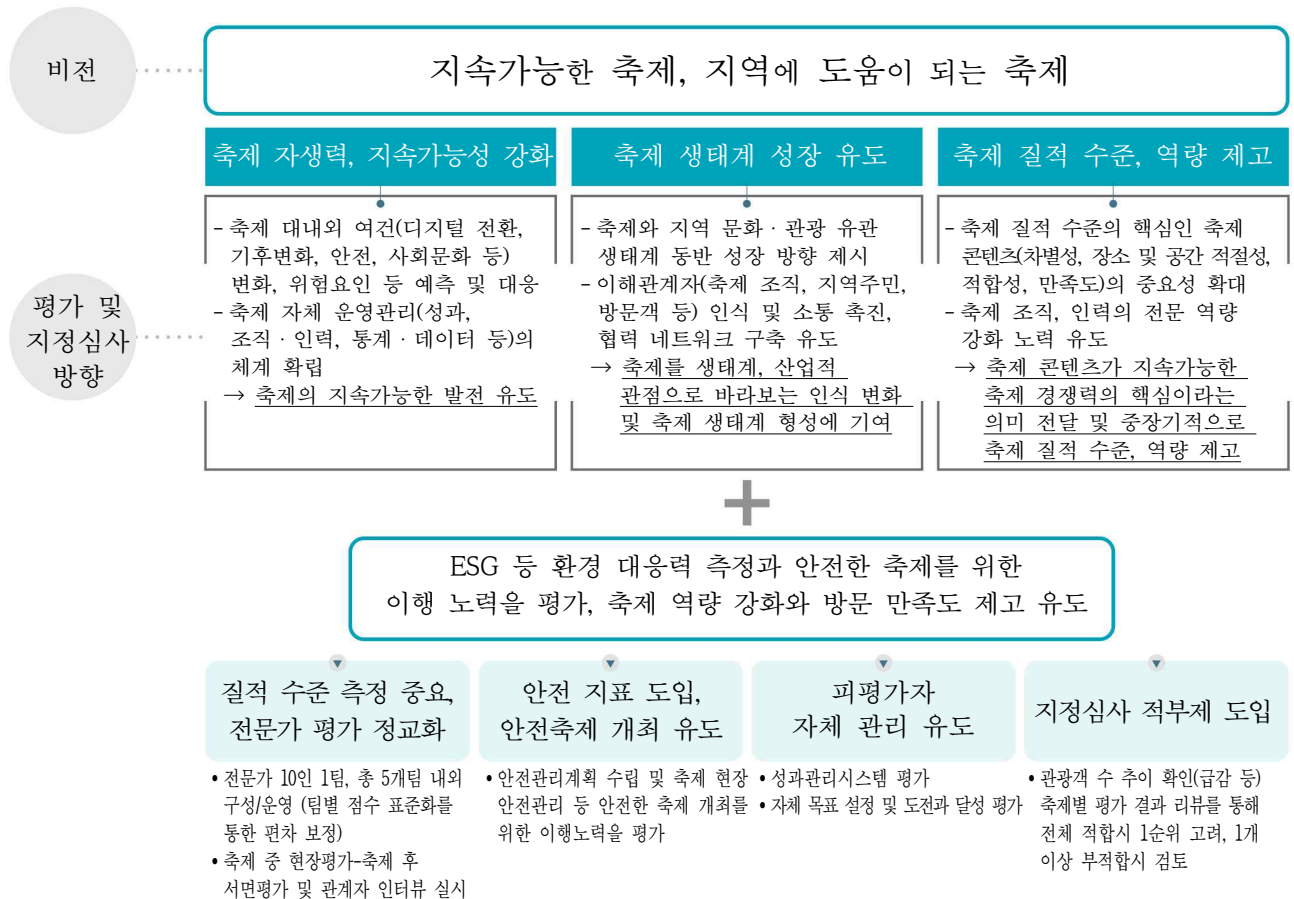 비전
지속가능한 축제, 지역에 도움이 되는 축제
축제 자생력, 지속가능성 강화
축제 생태계 성장 유도
축제 질적 수준, 역량 제고
평가 및
지정심사
방향
- 축제 대내외 여건(디지털 전환,
기후변화, 안전, 사회문화 등)
변화, 위험요인 등 예측 및 대응
- 축제 자체 운영관리(성과,
조직 · 인력, 통계 · 데이터 등)의
체계 확립
→ 축제의 지속가능한 발전 유도
- 축제와 지역 문화 · 관광 유관
생태계 동반 성장 방향 제시
- 이해관계자(축제 조직, 지역주민,
방문객 등) 인식 및 소통 촉진,
협력 네트워크 구축 유도
→ 축제를 생태계, 산업적
관점으로 바라보는 인식 변화
및 축제 생태계 형성에 기여
- 축제 질적 수준의 핵심인 축제
콘텐츠(차별성, 장소 및 공간 적절성,
적합성, 만족도)의 중요성 확대
- 축제 조직, 인력의 전문 역량
강화 노력 유도
→ 축제 콘텐츠가 지속가능한
축제 경쟁력의 핵심이라는
의미 전달 및 중장기적으로
축제 질적 수준, 역량 제고
+
ESG 등 환경 대응력 측정과 안전한 축제를 위한
이행 노력을 평가, 축제 역량 강화와 방문 만족도 제고 유도
질적 수준 측정 중요,
전문가 평가 정교화
• 전문가 10인 1팀, 총 5개팀 내외
구성/운영 (팀별 점수 표준화를
통한 편차 보정)
• 축제 중 현장평가-축제 후
서면평가 및 관계자 인터뷰 실시
안전 지표 도입,
안전축제 개최 유도
• 안전관리계획 수립 및 축제 현장
안전관리 등 안전한 축제 개최를
위한 이행노력을 평가
피평가자
자체 관리 유도
• 성과관리시스템 평가
• 자체 목표 설정 및 도전과 달성 평가
지정심사 적부제 도입
• 관광객 수 추이 확인(급감 등)
축제별 평가 결과 리뷰를 통해
전체 적합시 1순위 고려, 1개
이상 부적합시 검토